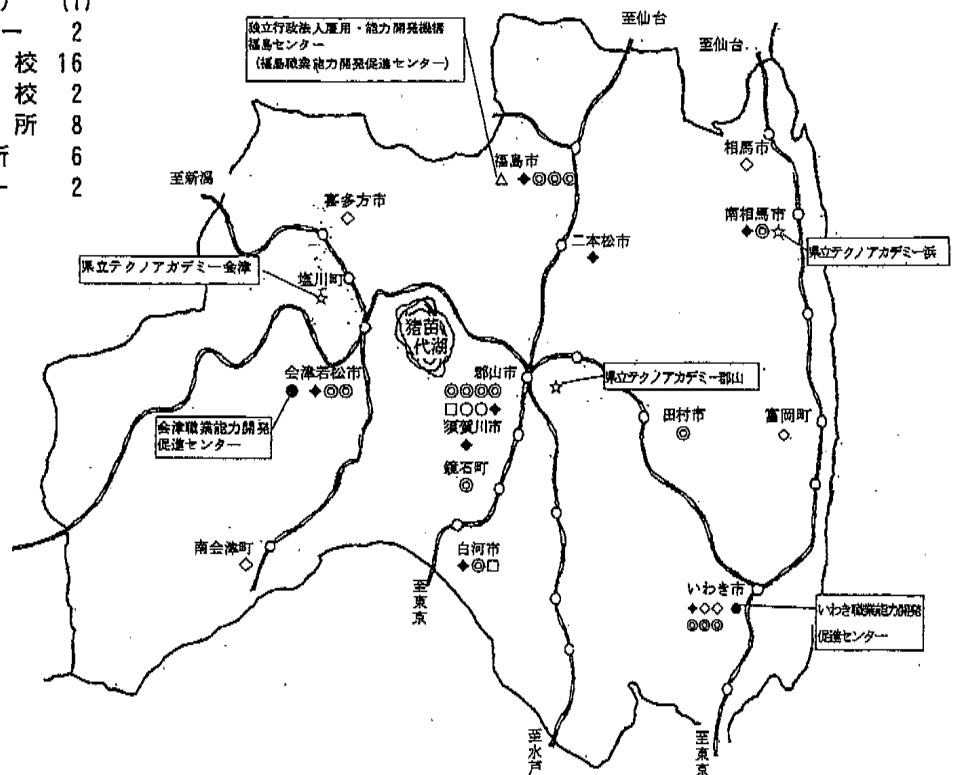 (1)
ー 2
校 16
校 2
所 8
所 6
ー 2
独立行政法人雇用・能力開発機構
福島センター
(福島職業能力開発促進センター)
至仙台
至仙台
相馬市
◇
福島市
△ ◆◎◎◎
至新潟
喜多方市
◇
南相馬市
◆◎☆
県立テクノアカデミー浜
二本松市
◆
県立テクノアカデミー会津
塩川町
☆
猪苗
代湖
会津若松市
● ◆◎◎
会津職業能力開発
促進センター
郡山市
◎◎◎◎
□○○◆
☆
県立テクノアカデミー郡山
須賀川市
◆
田村市
◎
富岡町
◇
鏡石町
◎
南会津町
◇
白河市
◆◎□
至東京
いわき市
◆◇◇ ●
◎◎◎
いわき職業能力開発
促進センター
至水戸
至東京